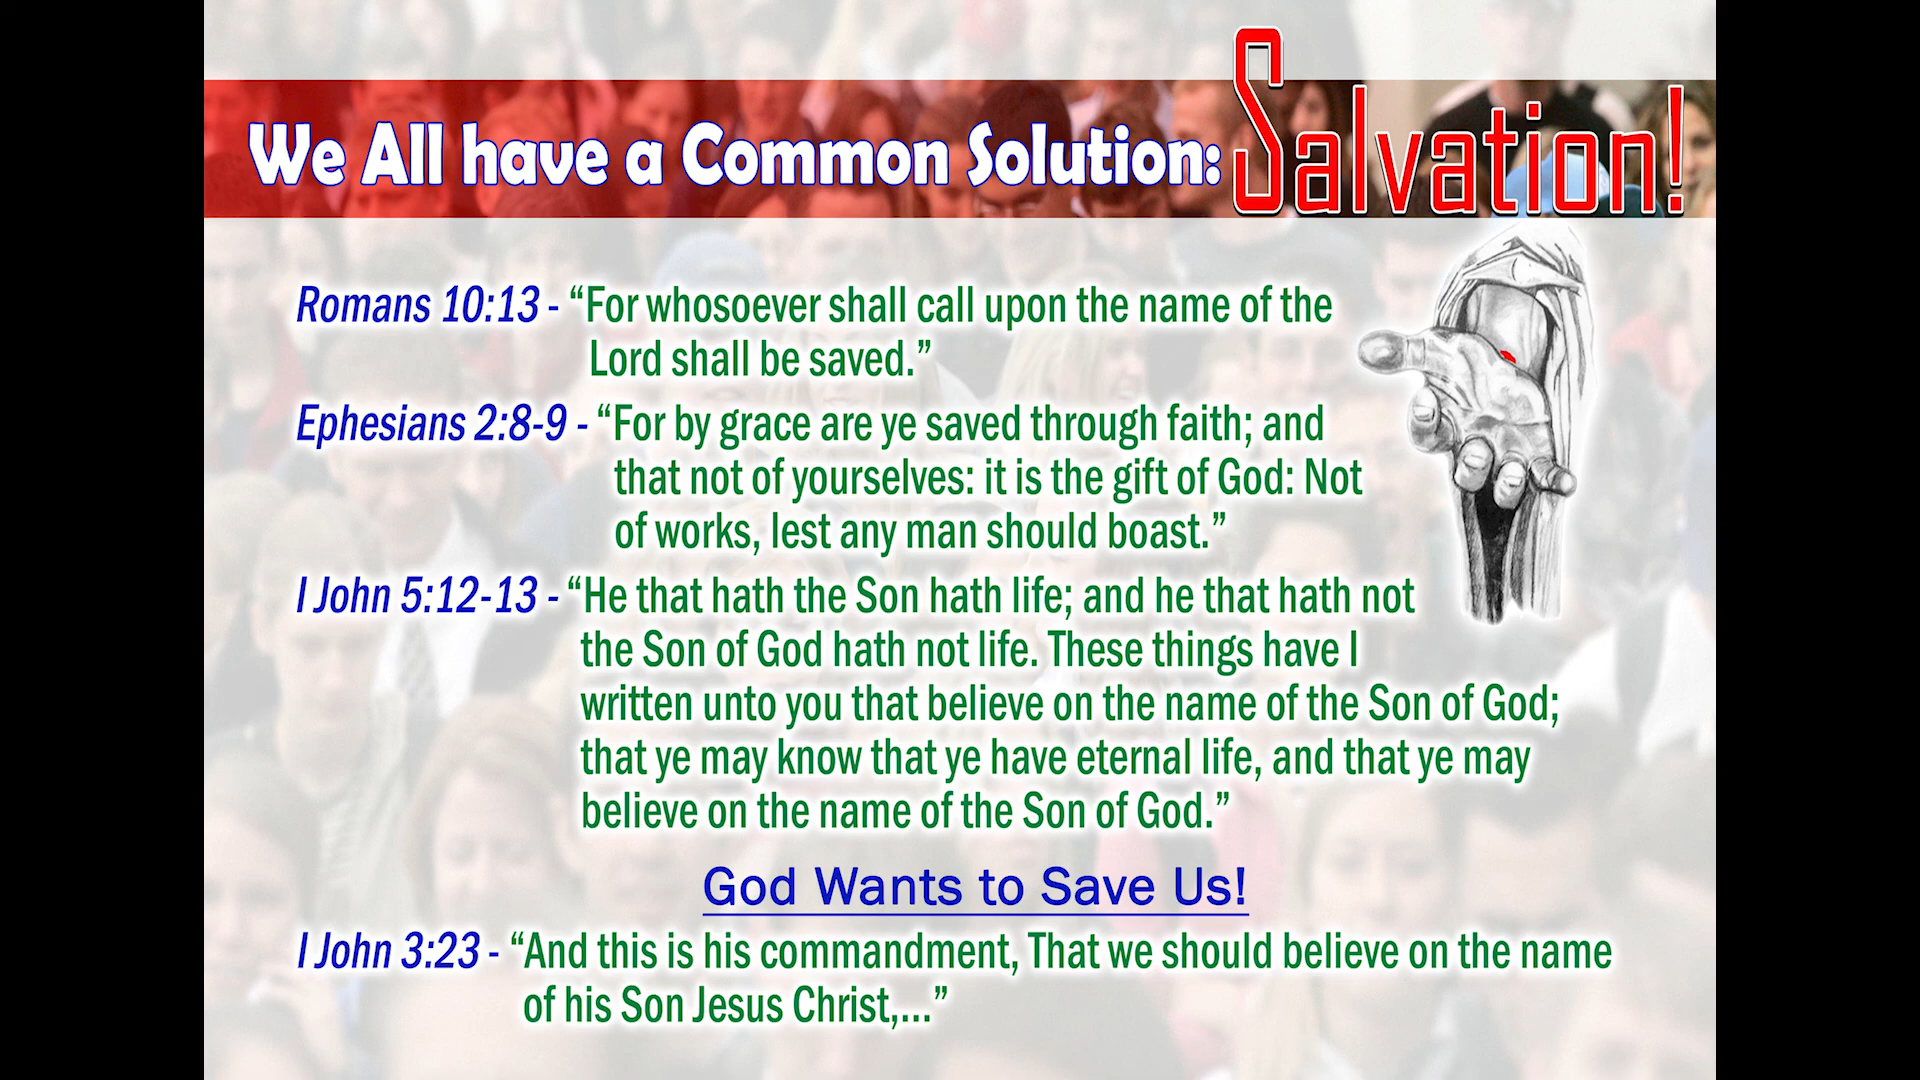 We All have a Common Solution: Salvation!
Romans 10:13 - “For whosoever shall call upon the name of the
Lord shall be saved.”
Ephesians 2:8-9 - “For by grace are ye saved through faith; and
that not of yourselves: it is the gift of God: Not
of works, lest any man should boast.”
I John 5:12-13 - “He that hath the Son hath life; and he that hath not
the Son of God hath not life. These things have I
written unto you that believe on the name of the Son of God;
that ye may know that ye have eternal life, and that ye may
believe on the name of the Son of God.”
God Wants to Save Us!
I John 3:23 - “And this is his commandment, That we should believe on the name
of his Son Jesus Christ,...”